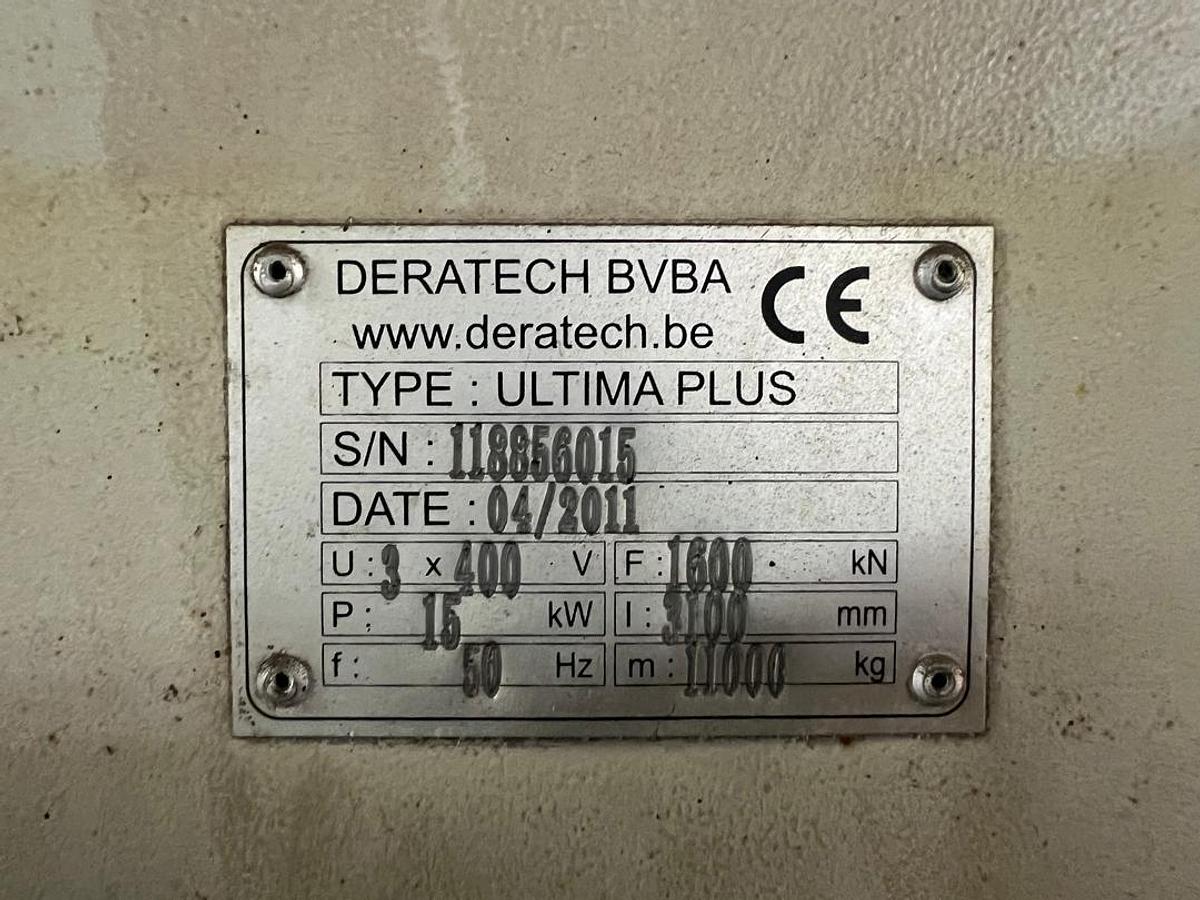 DERATECH BVBA CE
www.deratech.be
TYPE : ULTIMA PLUS
S/N : 118856015
DATE : 04/2011
U : 3 x 400 V F : 1600 kN
P : 15 kW l : 3100 mm
f : 50 Hz m : 11000 kg